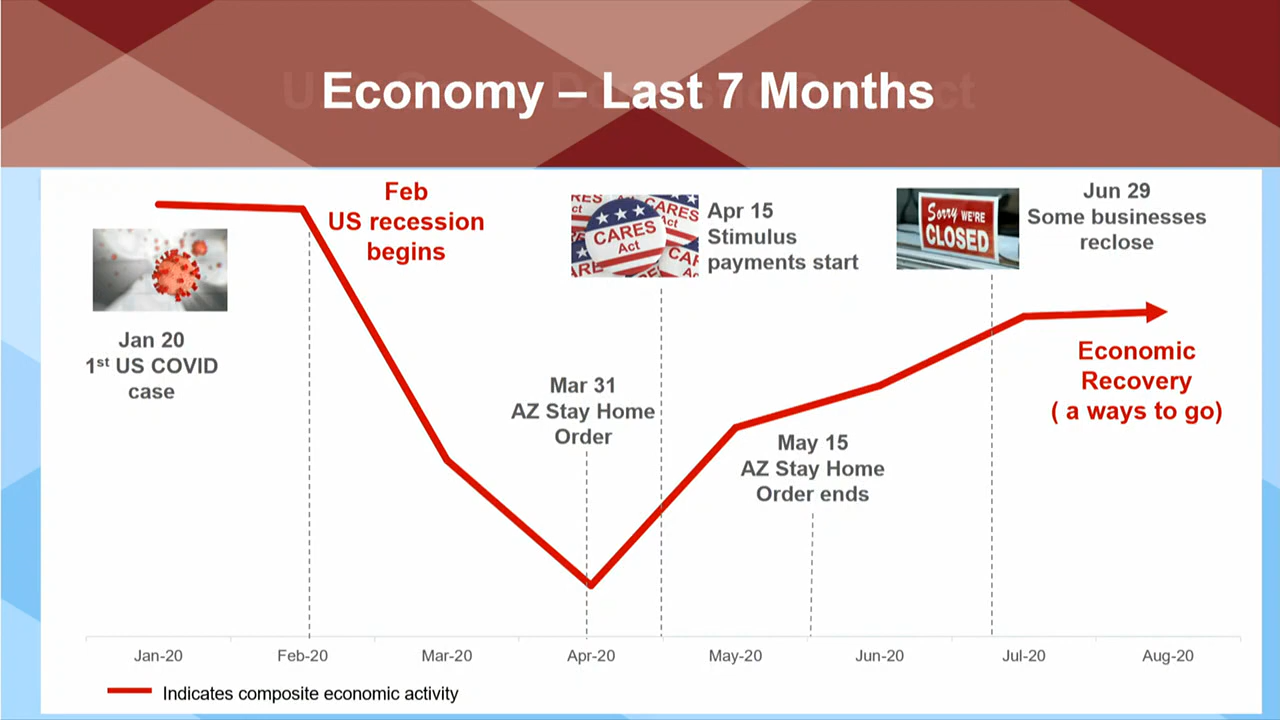 Economy – Last 7 Months
Feb
US recession
begins
Jan 20
1st US COVID
case
CARES
Act
Apr 15
Stimulus
payments start
Sorry WE'RE
CLOSED
Jun 29
Some businesses
reclose
Mar 31
AZ Stay Home
Order
May 15
AZ Stay Home
Order ends
Economic
Recovery
( a ways to go)
Jan-20
Feb-20
Mar-20
Apr-20
May-20
Jun-20
Jul-20
Aug-20
Indicates composite economic activity